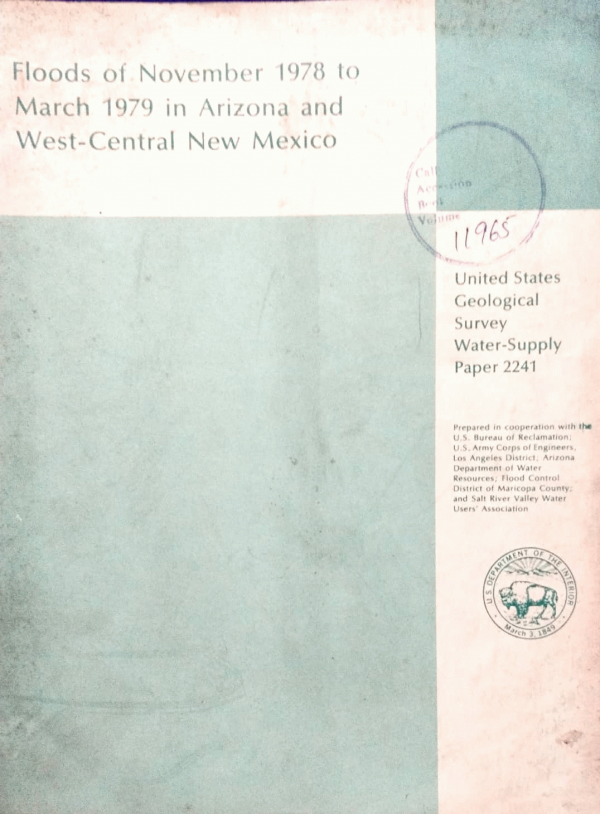 Floods of November 1978 to
March 1979 in Arizona and
West-Central New Mexico
Call
Accession
Volume
11965
United States
Geological
Survey
Water-Supply
Paper 2241
Prepared in cooperation with the
U.S. Bureau of Reclamation;
U.S. Army Corps of Engineers,
Los Angeles District, Arizona
Department of Water
Resources; Flood Control
District of Maricopa County;
and Salt River Valley Water
Users' Association
U.S. DEPARTMENT OF THE INTERIOR
March 3, 1849